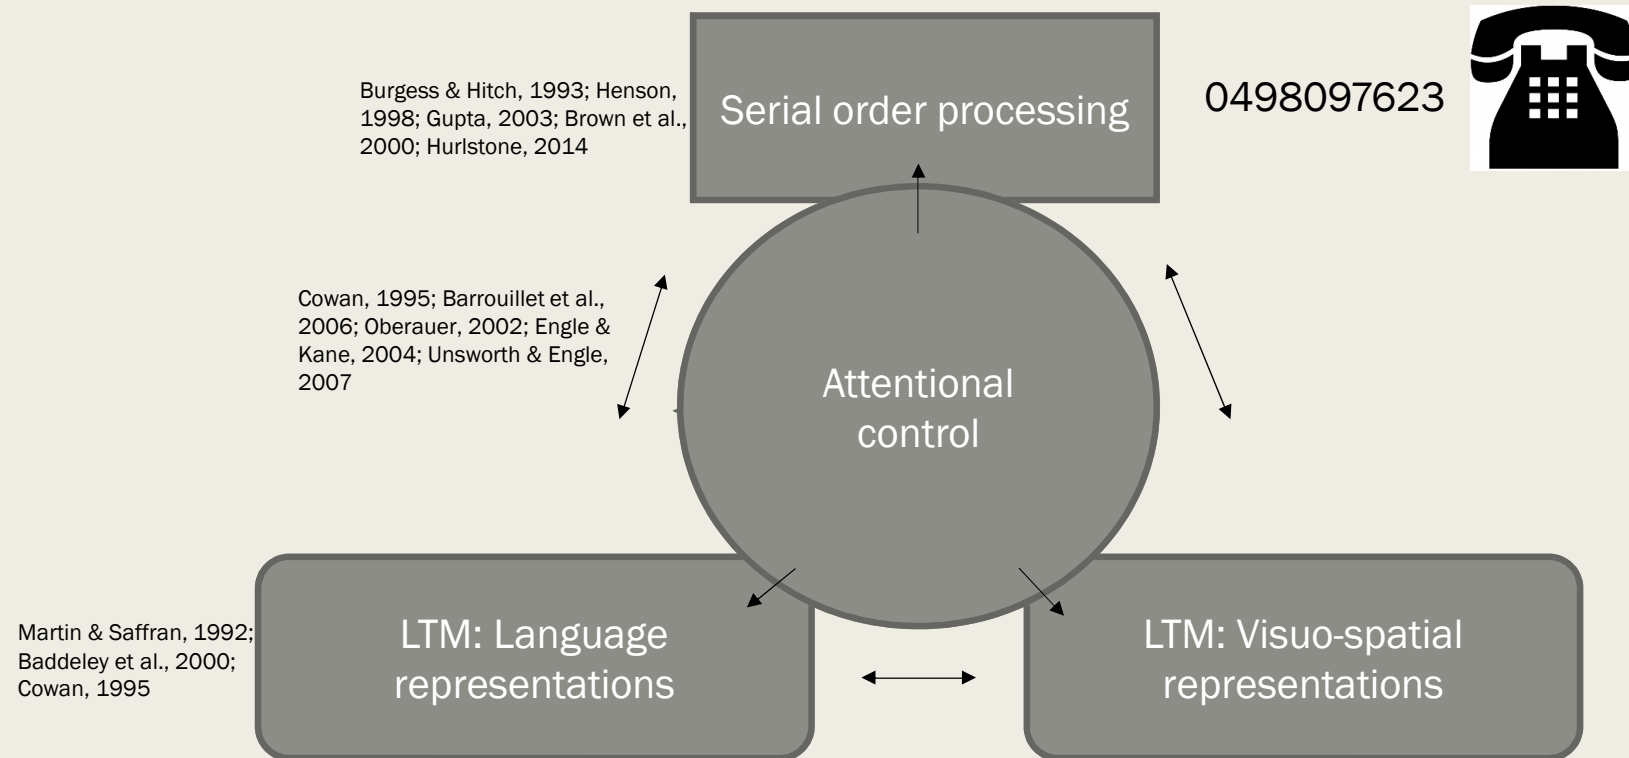 Burgess & Hitch, 1993; Henson,
1998; Gupta, 2003; Brown et al.,
2000; Hurlstone, 2014
Serial order processing
0498097623
Cowan, 1995; Barrouillet et al.,
2006; Oberauer, 2002; Engle &
Kane, 2004; Unsworth & Engle,
2007
Attentional
control
Martin & Saffran, 1992;
Baddeley et al., 2000;
Cowan, 1995
LTM: Language
representations
LTM: Visuo-spatial
representations